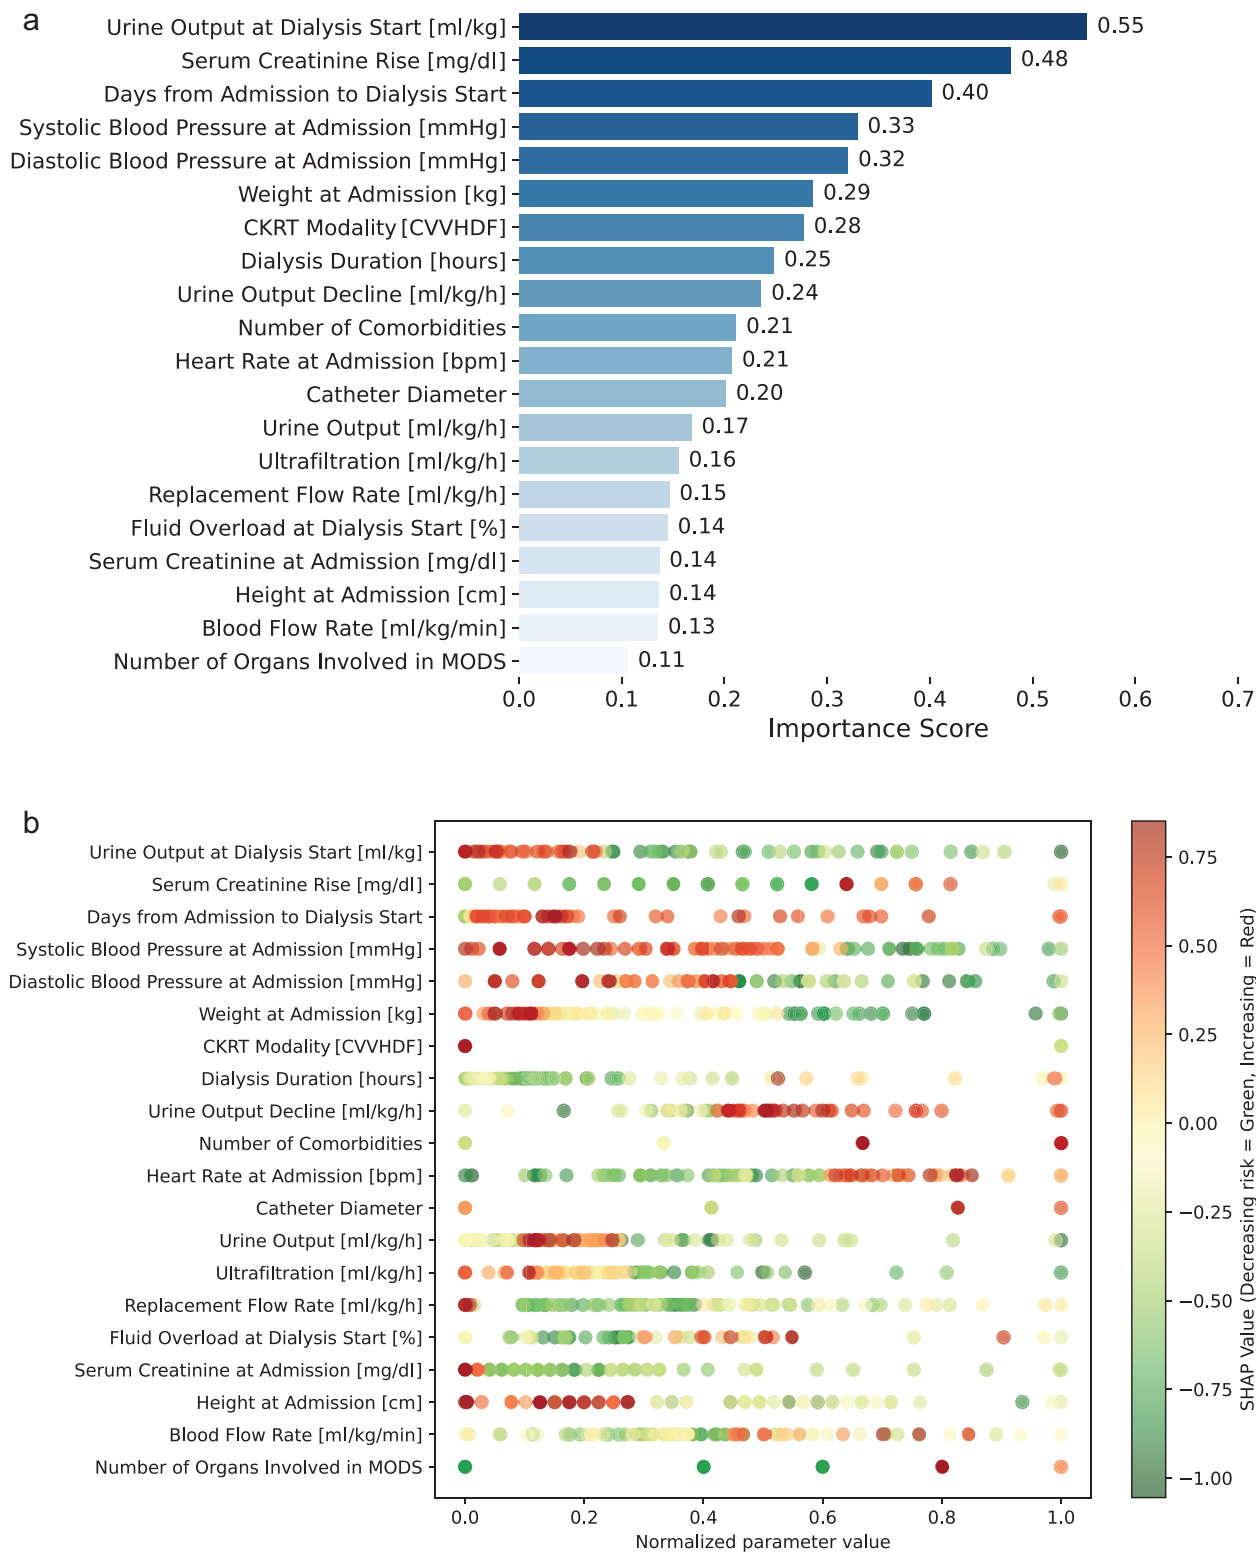 a
Urine Output at Dialysis Start [ml/kg] 0.55
Serum Creatinine Rise [mg/dl] 0.48
Days from Admission to Dialysis Start 0.40
Systolic Blood Pressure at Admission [mmHg] 0.33
Diastolic Blood Pressure at Admission [mmHg] 0.32
Weight at Admission [kg] 0.29
CKRT Modality [CVVHDF] 0.28
Dialysis Duration [hours] 0.25
Urine Output Decline [ml/kg/h] 0.24
Number of Comorbidities 0.21
Heart Rate at Admission [bpm] 0.21
Catheter Diameter 0.20
Urine Output [ml/kg/h] 0.17
Ultrafiltration [ml/kg/h] 0.16
Replacement Flow Rate [ml/kg/h] 0.15
Fluid Overload at Dialysis Start [%] 0.14
Serum Creatinine at Admission [mg/dl] 0.14
Height at Admission [cm] 0.14
Blood Flow Rate [ml/kg/min] 0.13
Number of Organs Involved in MODS 0.11
0.0 0.1 0.2 0.3 0.4 0.5 0.6 0.7
Importance Score
b
Urine Output at Dialysis Start [ml/kg]
Serum Creatinine Rise [mg/dl]
Days from Admission to Dialysis Start
Systolic Blood Pressure at Admission [mmHg]
Diastolic Blood Pressure at Admission [mmHg]
Weight at Admission [kg]
CKRT Modality [CVVHDF]
Dialysis Duration [hours]
Urine Output Decline [ml/kg/h]
Number of Comorbidities
Heart Rate at Admission [bpm]
Catheter Diameter
Urine Output [ml/kg/h]
Ultrafiltration [ml/kg/h]
Replacement Flow Rate [ml/kg/h]
Fluid Overload at Dialysis Start [%]
Serum Creatinine at Admission [mg/dl]
Height at Admission [cm]
Blood Flow Rate [ml/kg/min]
Number of Organs Involved in MODS
0.0 0.2 0.4 0.6 0.8 1.0
Normalized parameter value
0.75
0.50
0.25
0.00
−0.25
−0.50
−0.75
−1.00
SHAP Value (Decreasing risk = Green, Increasing = Red)